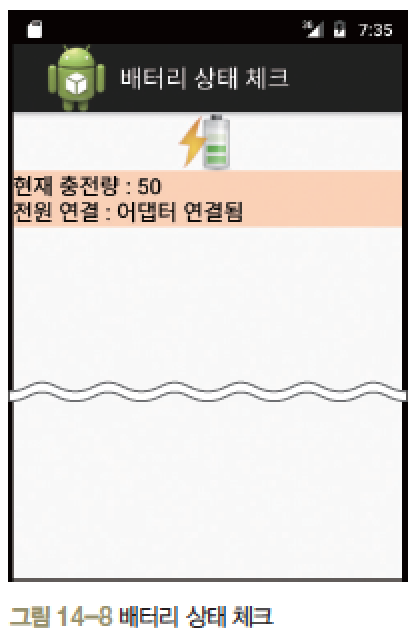 7:35
배터리 상태 체크
현재 충전량 : 50
전원 연결 : 어댑터 연결됨
그림 14-8 배터리 상태 체크